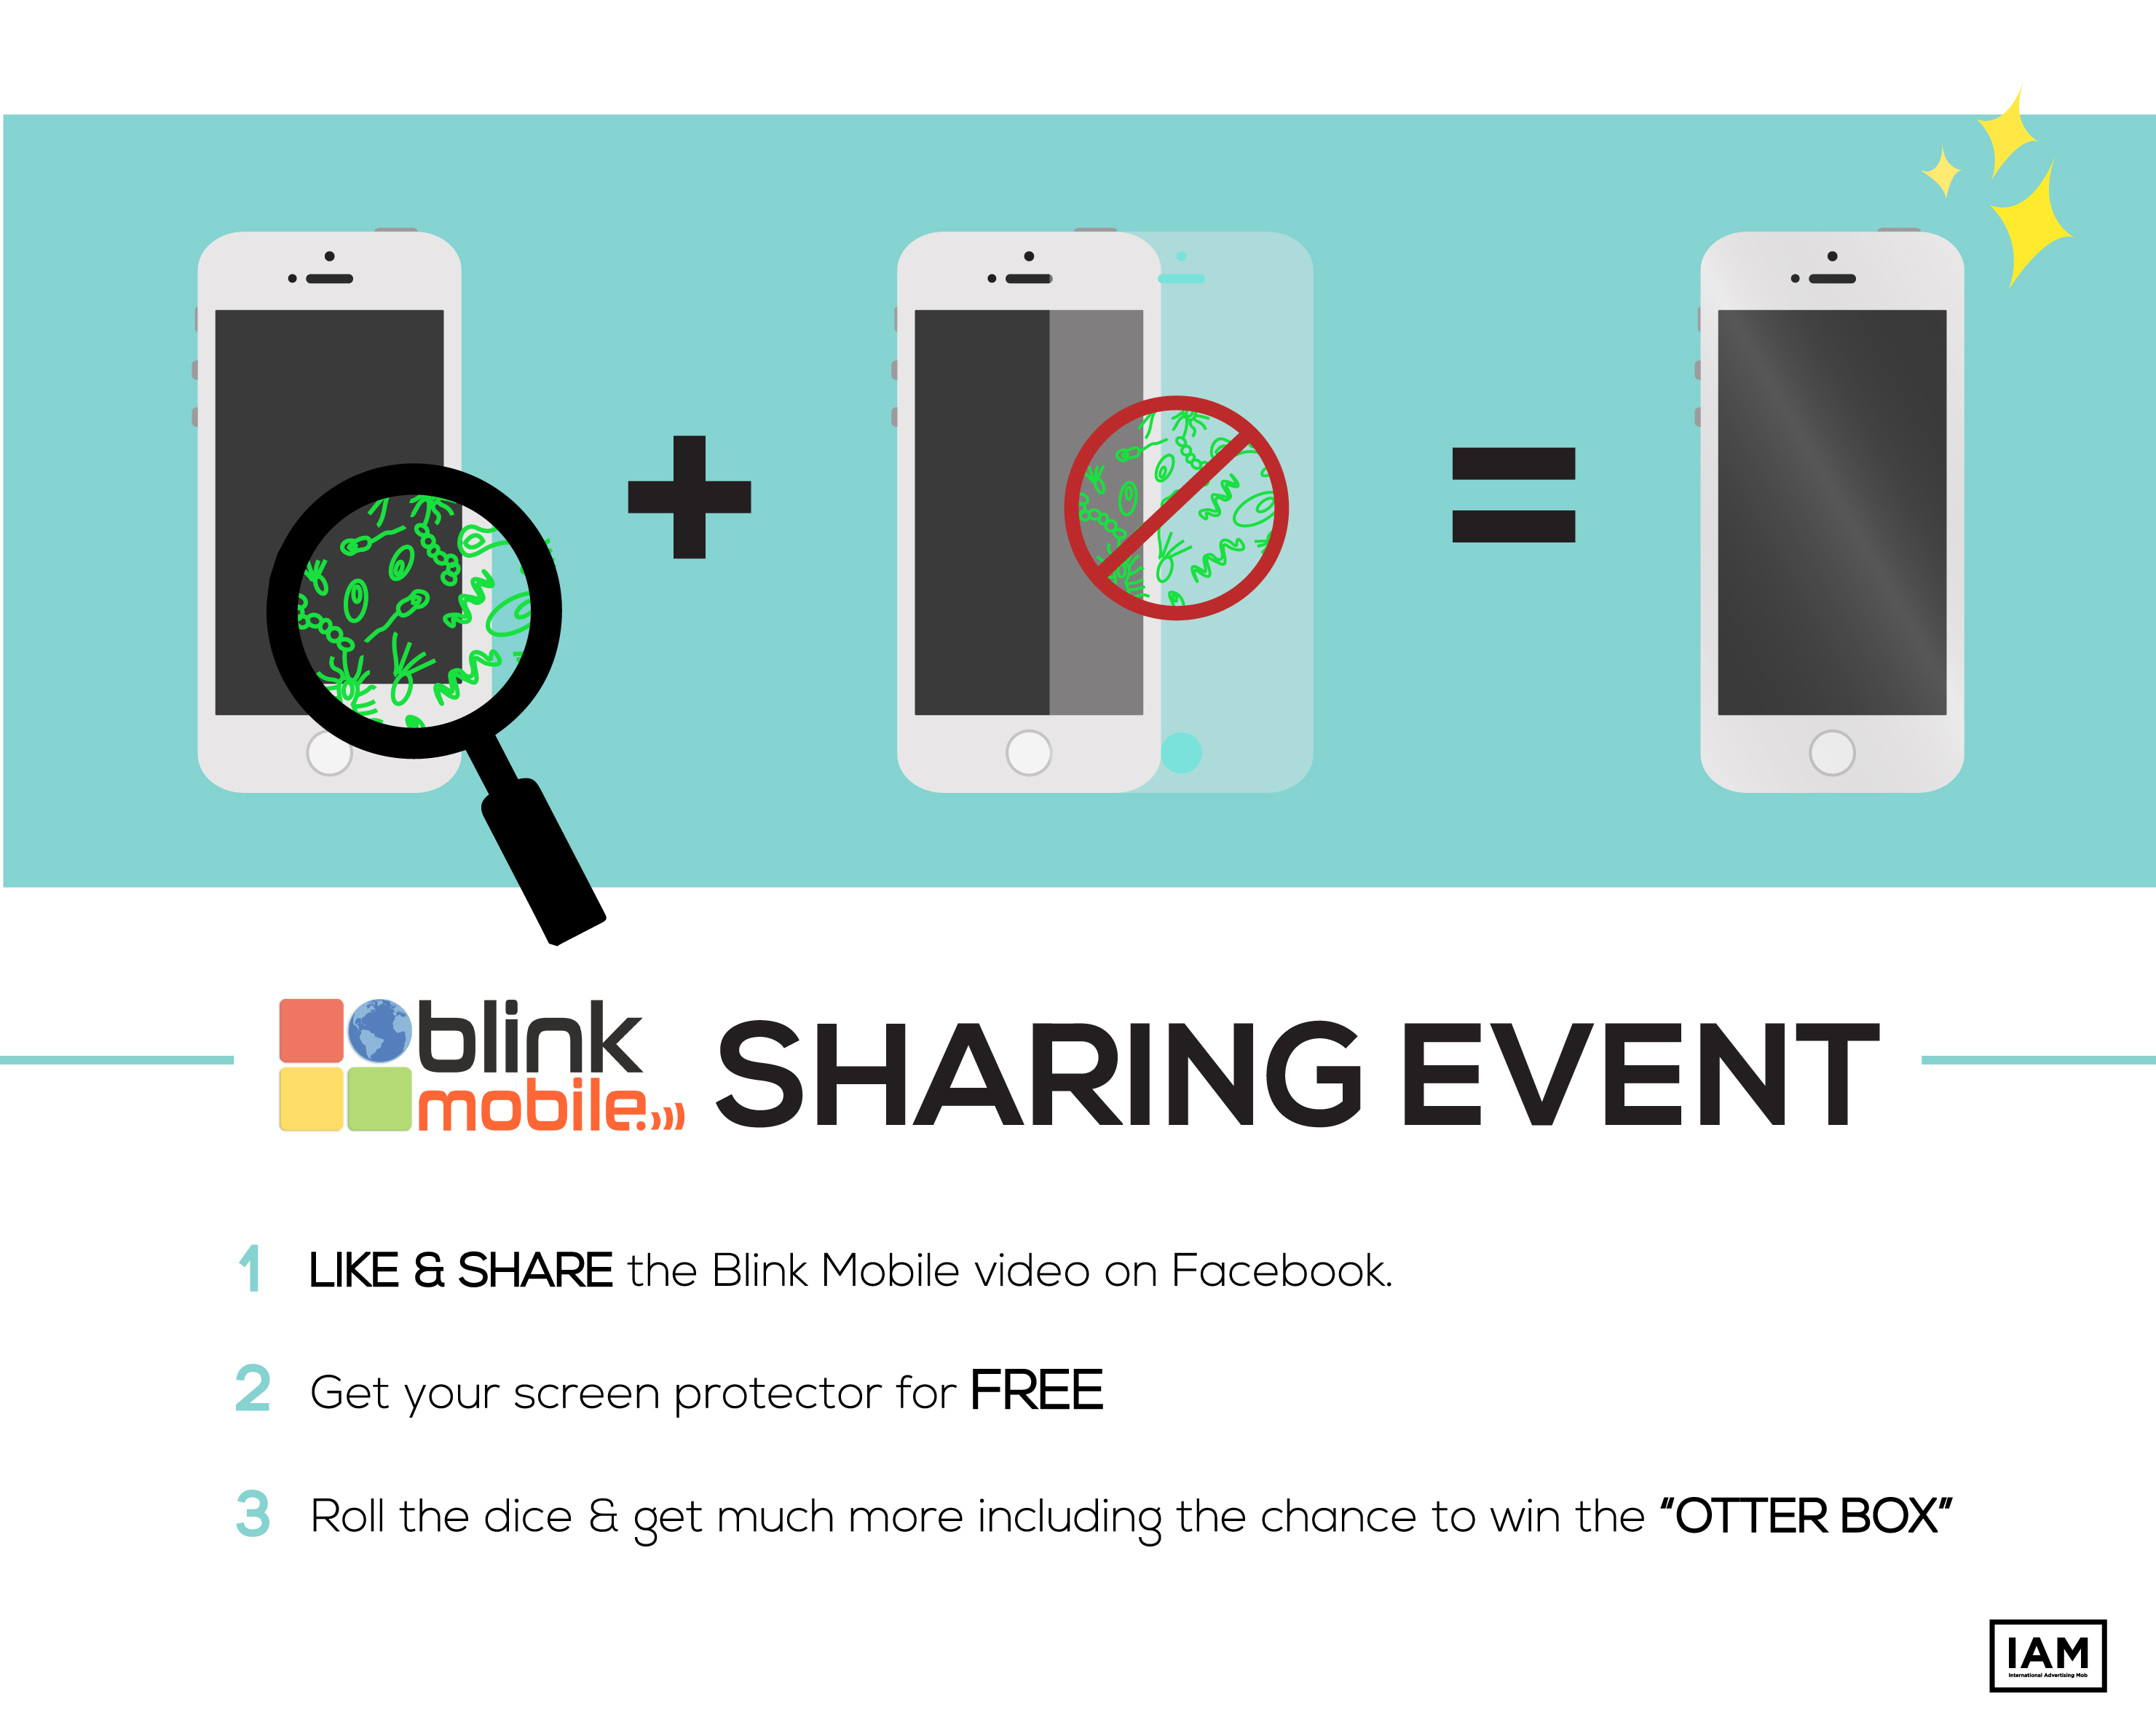 blink
mobile
SHARING EVENT
1 LIKE & SHARE the Blink Mobile video on Facebook.
2 Get your screen protector for FREE
3 Roll the dice & get much more including the chance to win the "OTTER BOX"
IAM
International Advertising Mob